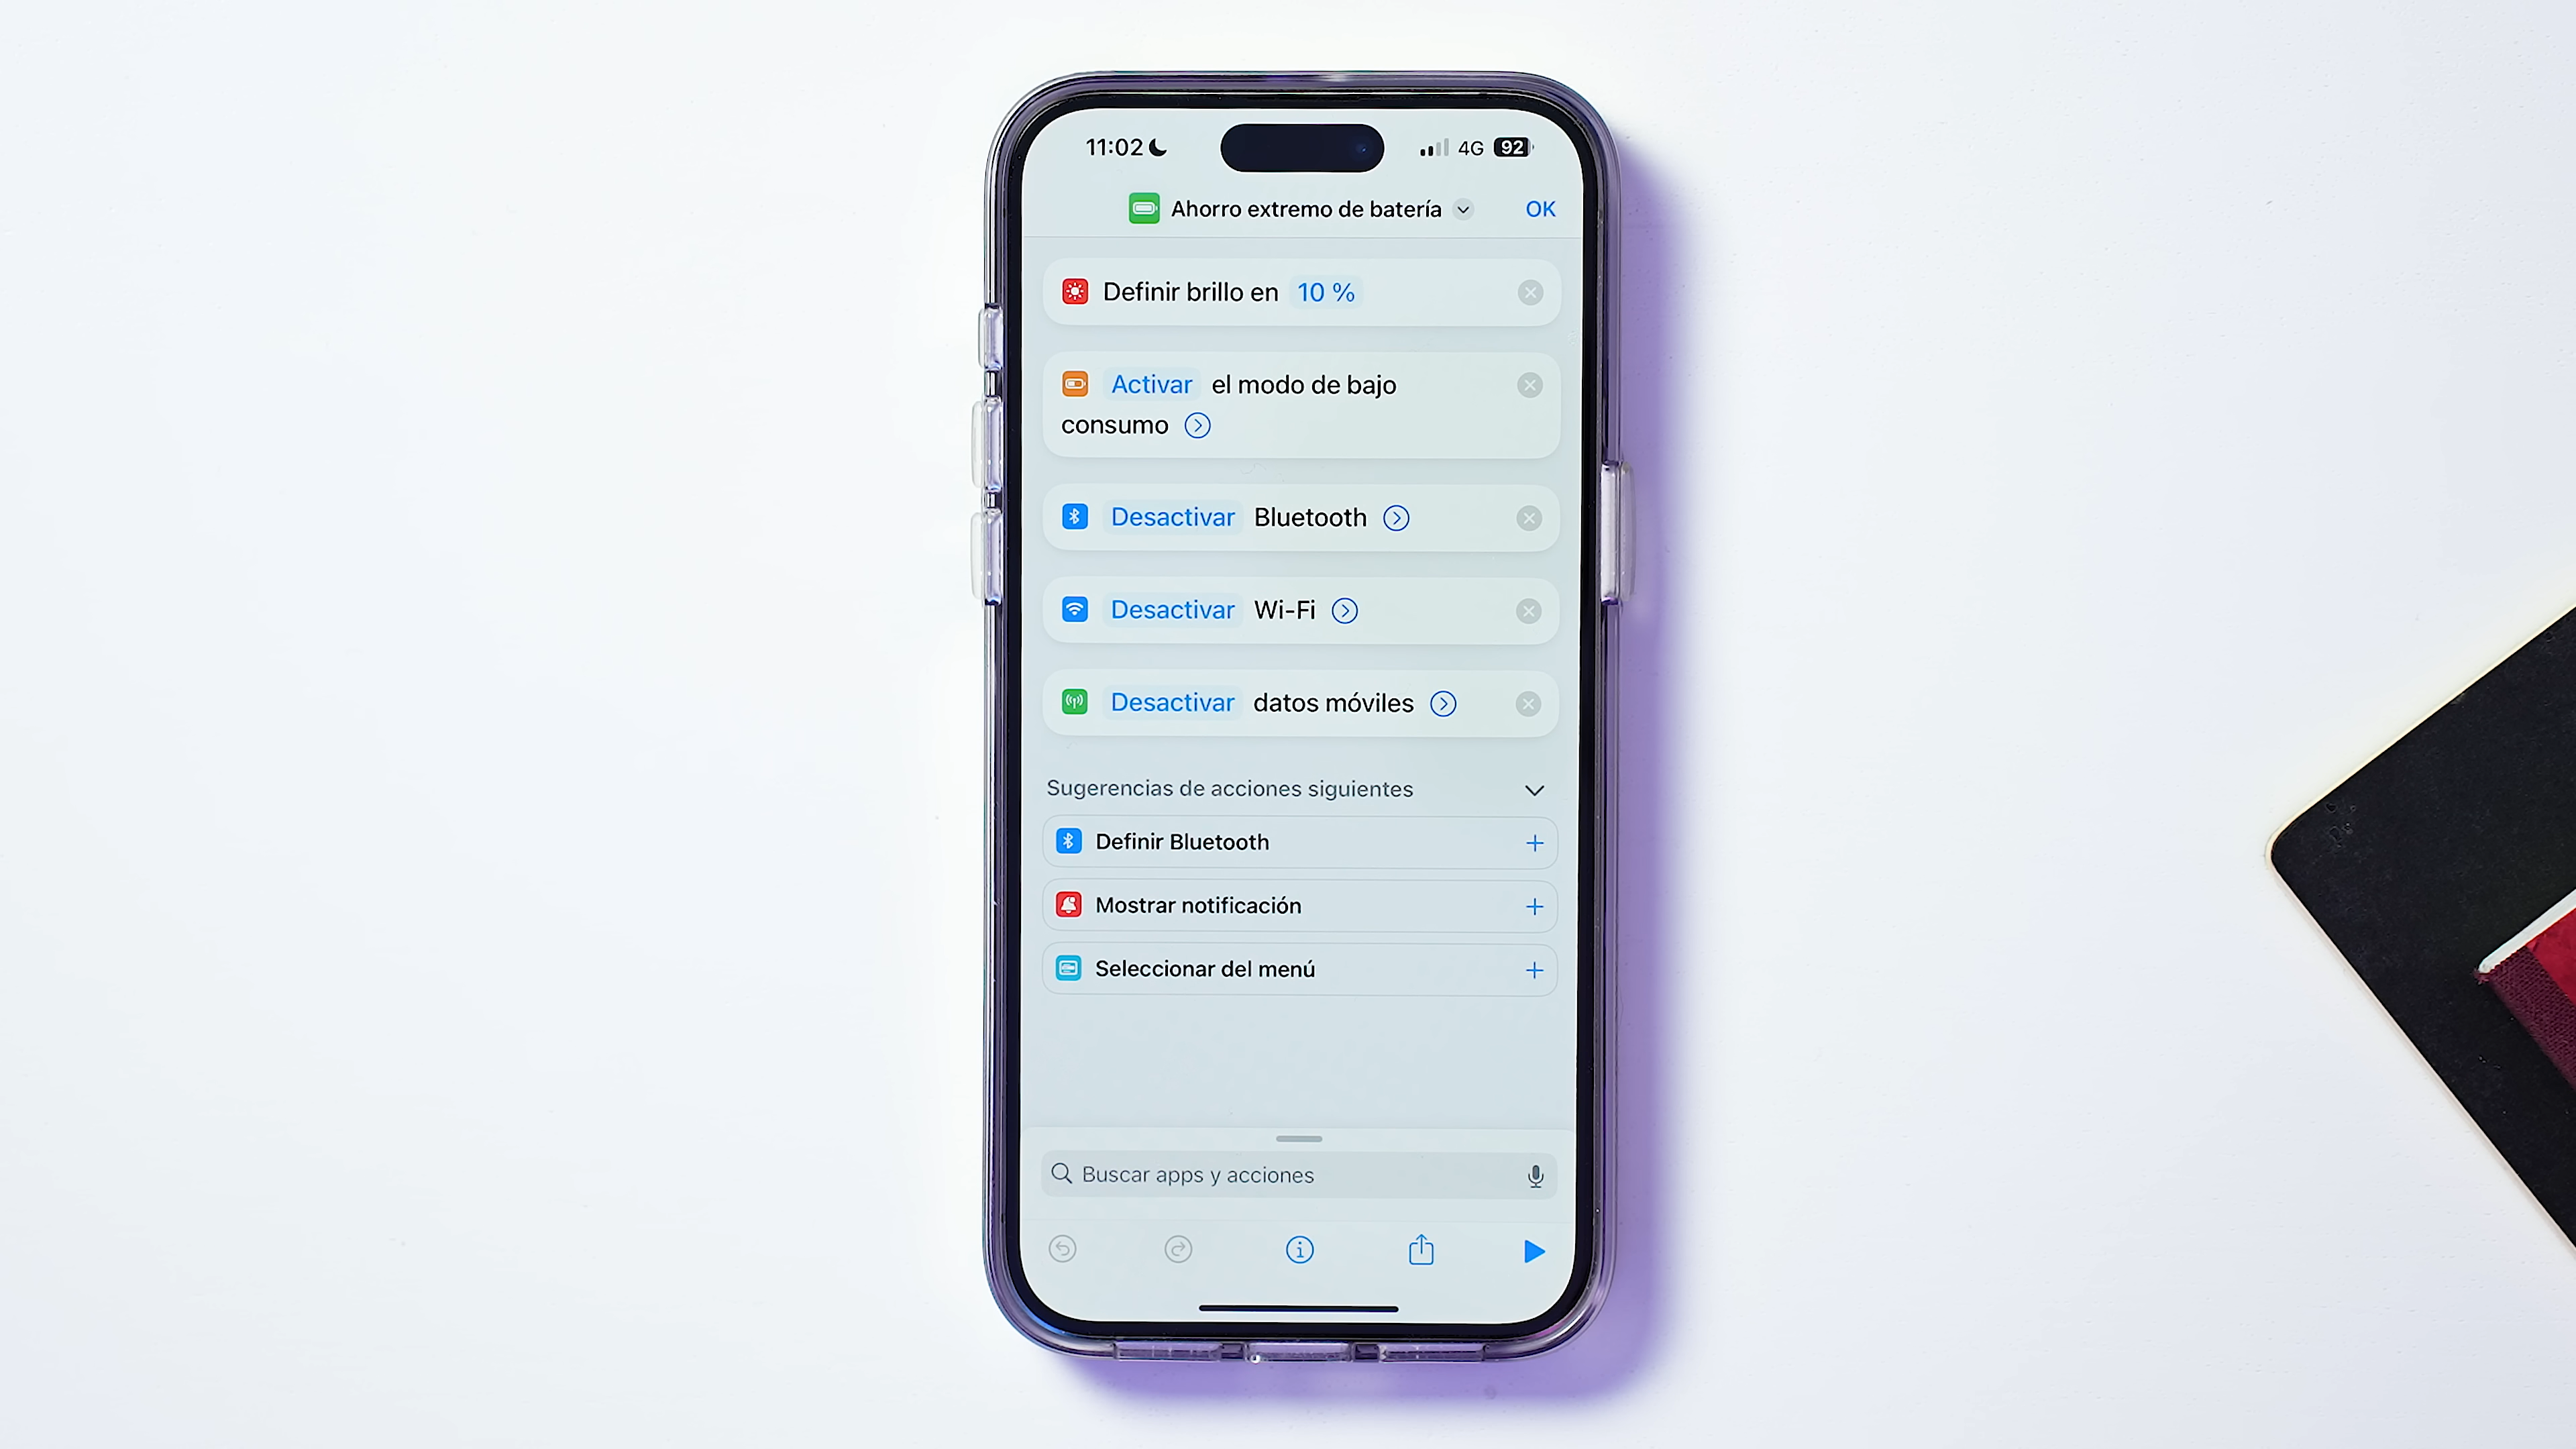 11:02
4G 92
Ahorro extremo de batería
OK
Definir brillo en 10 %
Activar el modo de bajo
consumo
Desactivar Bluetooth
Desactivar Wi-Fi
Desactivar datos móviles
Sugerencias de acciones siguientes
Definir Bluetooth
Mostrar notificación
Seleccionar del menú
Buscar apps y acciones